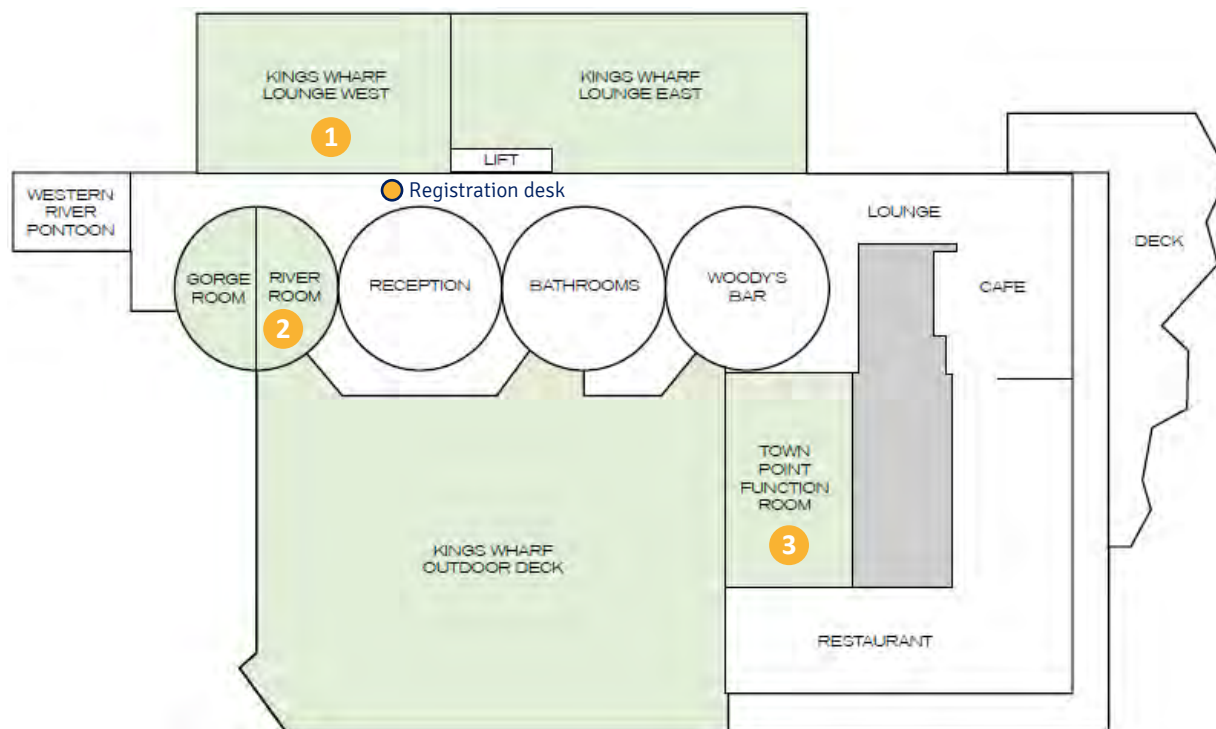 KINGS WHARF
LOUNGE WEST
1
KINGS WHARF
LOUNGE EAST
LIFT
Registration desk
WESTERN
RIVER
PONTOON
LOUNGE
DECK
GORGE
ROOM
RIVER
ROOM
2
RECEPTION
BATHROOMS
WOODY'S
BAR
CAFE
TOWN
POINT
FUNCTION
ROOM
3
KINGS WHARF
OUTDOOR DECK
RESTAURANT